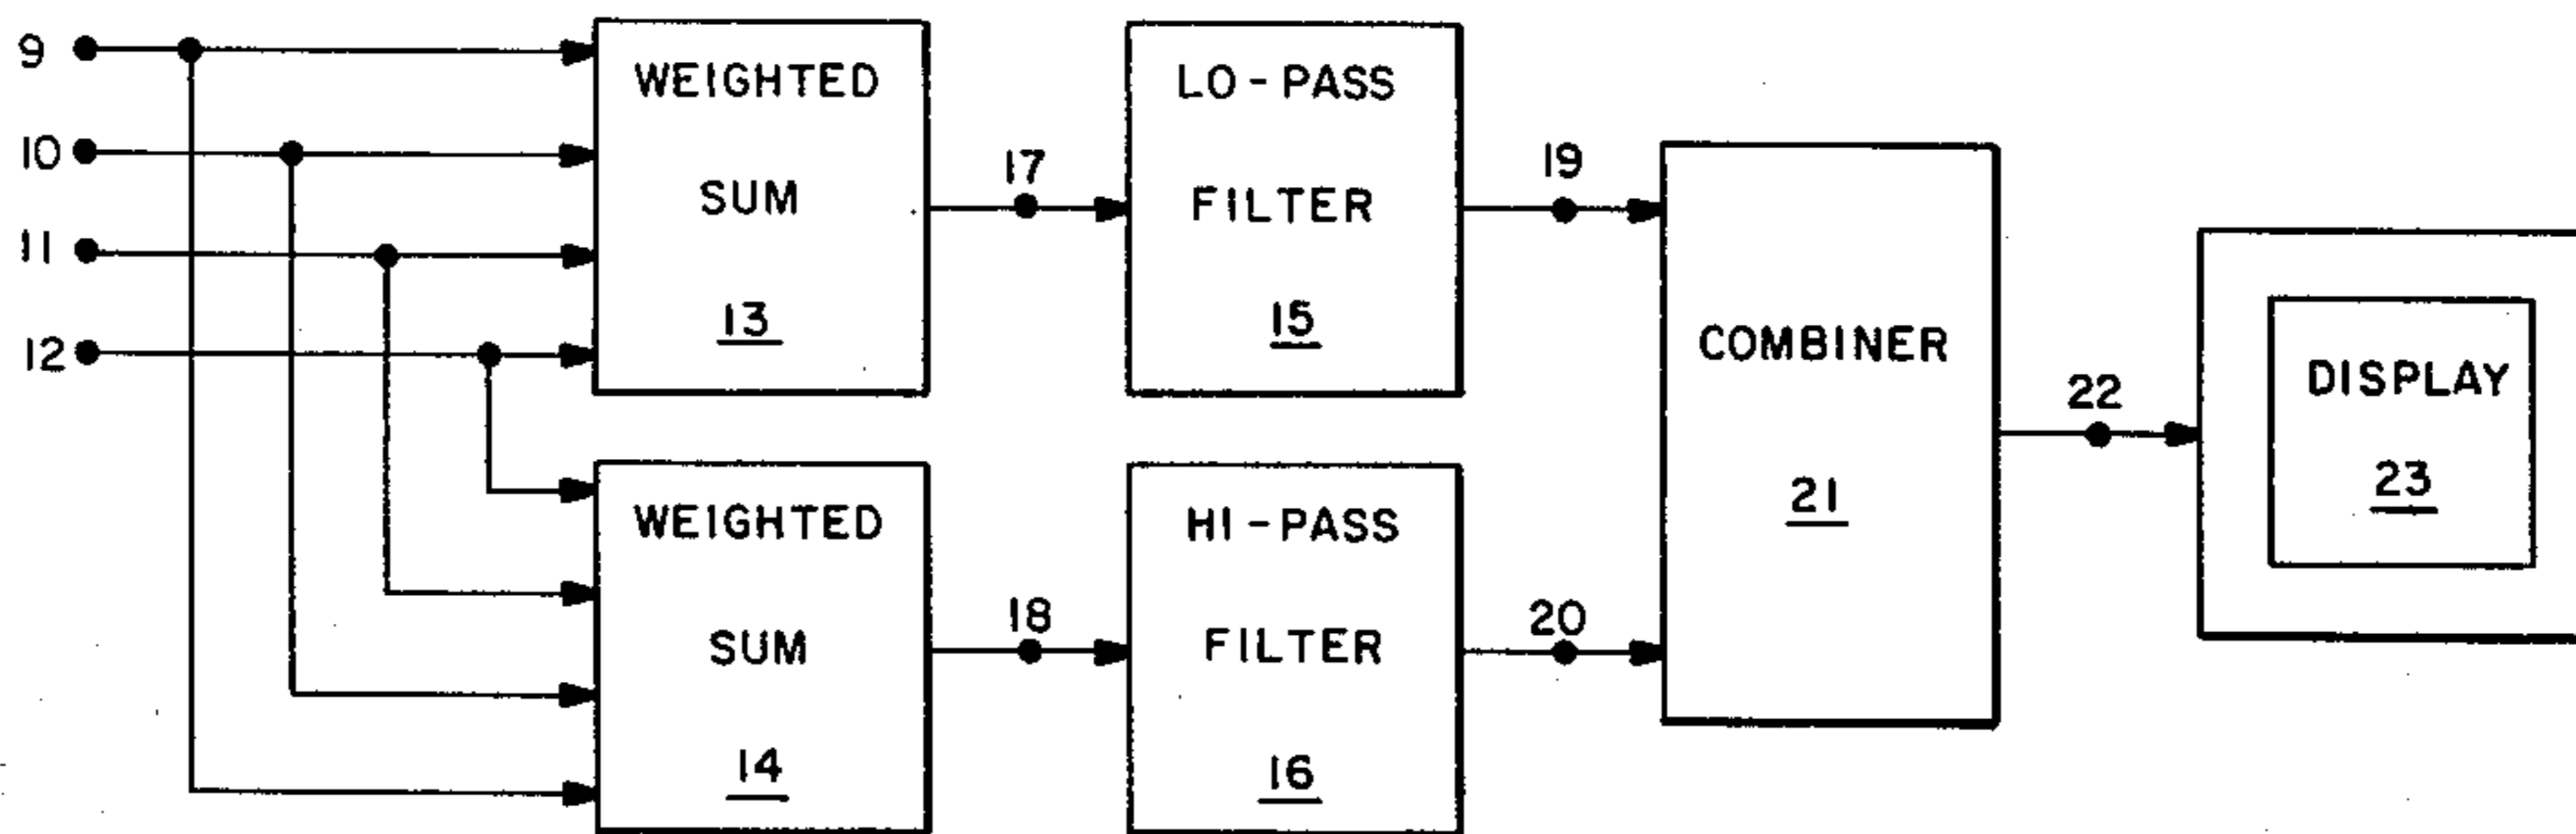 9
10
11
12
WEIGHTED
SUM
13
17
LO-PASS
FILTER
15
19
WEIGHTED
SUM
14
18
HI-PASS
FILTER
16
20
COMBINER
21
22
DISPLAY
23